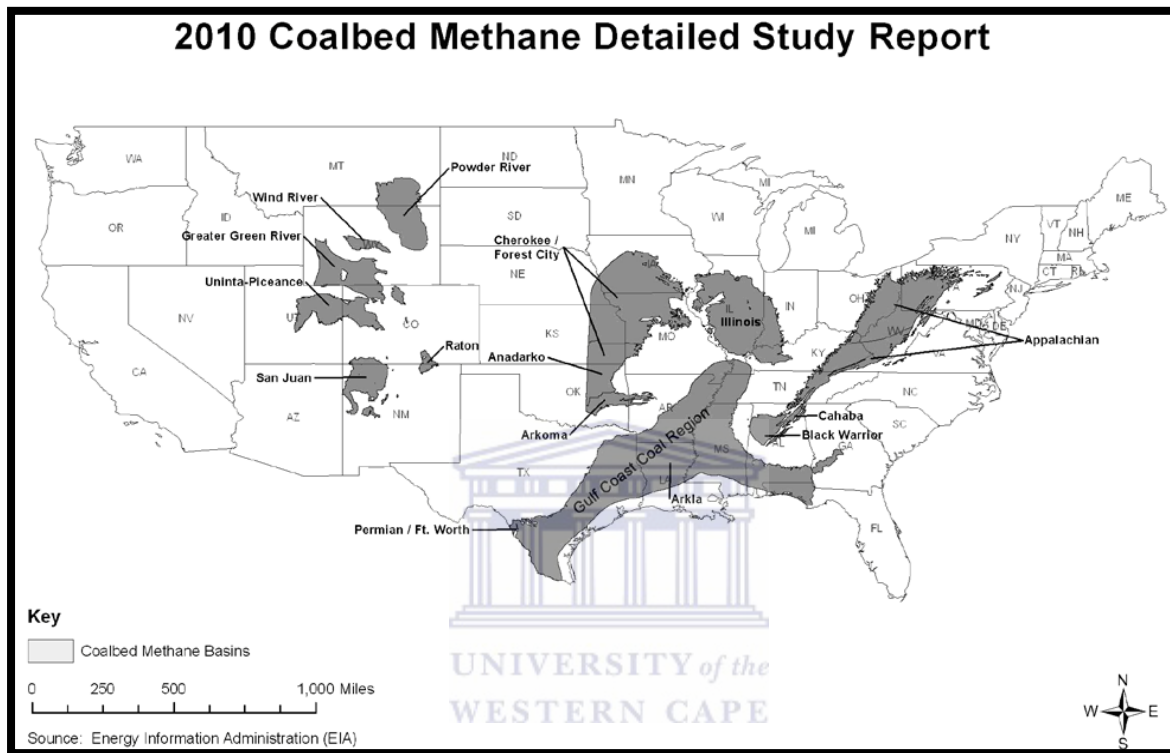 2010 Coalbed Methane Detailed Study Report
WA
MT
ND
MN
ME
Powder River
Wind River
OR
ID
SD
WI
MI
MI
NY
VT
NH
MA
CT
RI
Greater Green River
Cherokee /
Forest City
IA
NE
PA
NJ
Uninta-Piceance
NV
UT
CO
IL
Illinois
IN
OH
MD
DE
WV
VA
Appalachian
KS
MO
KY
Raton
Anadarko
CA
San Juan
AZ
NM
OK
AR
TN
NC
Arkoma
Cahaba
SC
Black Warrior
AL
GA
MS
Gulf Coast Coal Region
TX
LA
Arkla
Permian / Ft. Worth
FL
Key
Coalbed Methane Basins
0 250 500 1,000 Miles
UNIVERSITY of the
WESTERN CAPE
N
W E
S
Source: Energy Information Administration (EIA)